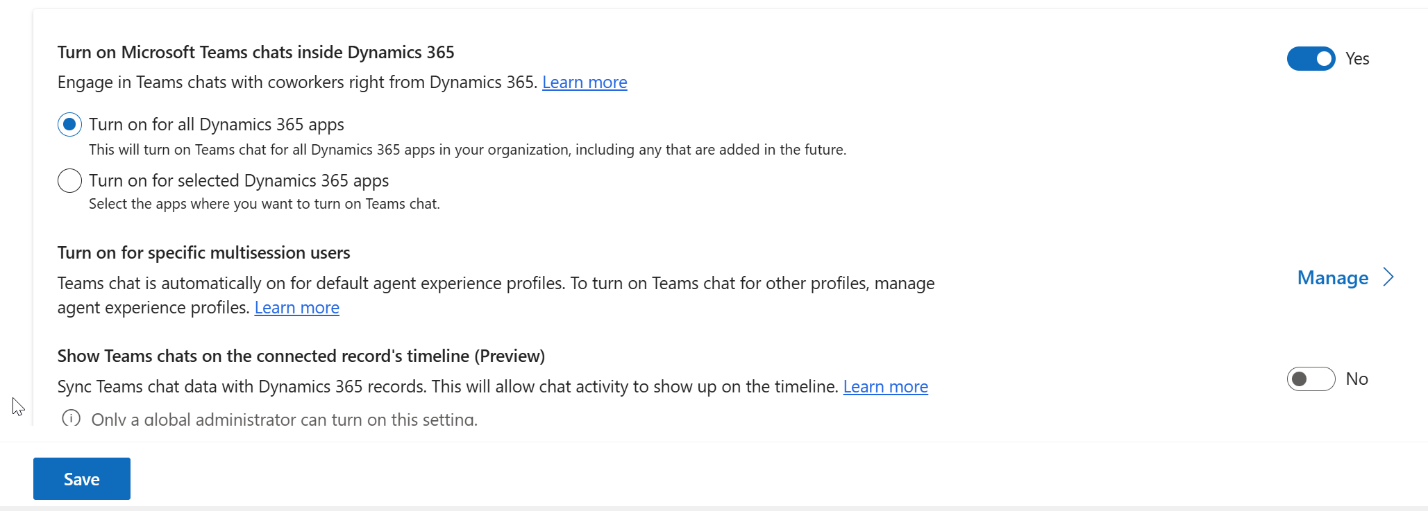 Turn on Microsoft Teams chats inside Dynamics 365
Yes
Engage in Teams chats with coworkers right from Dynamics 365. Learn more
Turn on for all Dynamics 365 apps
This will turn on Teams chat for all Dynamics 365 apps in your organization, including any that are added in the future.
Turn on for selected Dynamics 365 apps
Select the apps where you want to turn on Teams chat.
Turn on for specific multisession users
Teams chat is automatically on for default agent experience profiles. To turn on Teams chat for other profiles, manage
agent experience profiles. Learn more
Manage
Show Teams chats on the connected record's timeline (Preview)
Sync Teams chat data with Dynamics 365 records. This will allow chat activity to show up on the timeline. Learn more
No
Only a global administrator can turn on this setting.
Save